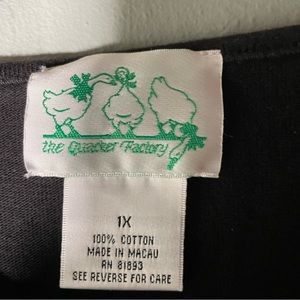 the Quacker Factory
1X
100% COTTON
MADE IN MACAU
RN 81893
SEE REVERSE FOR CARE